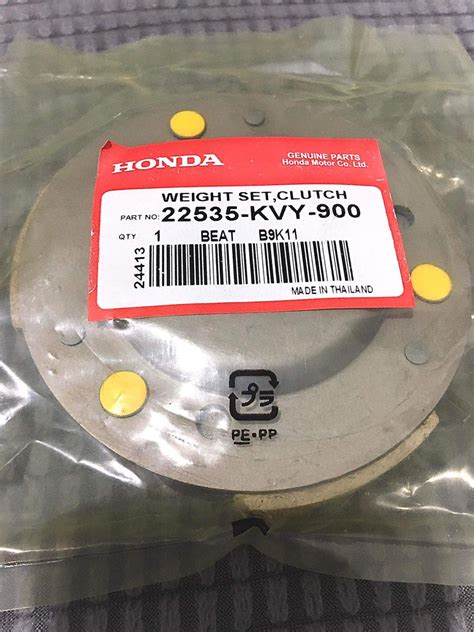 HONDA
GENUINE PARTS
Honda Motor Co. Ltd.
WEIGHT SET,CLUTCH
PART NO: 22535-KVY-900
QTY 1 BEAT B9K11
24413
MADE IN THAILAND
プラ
PE・PP